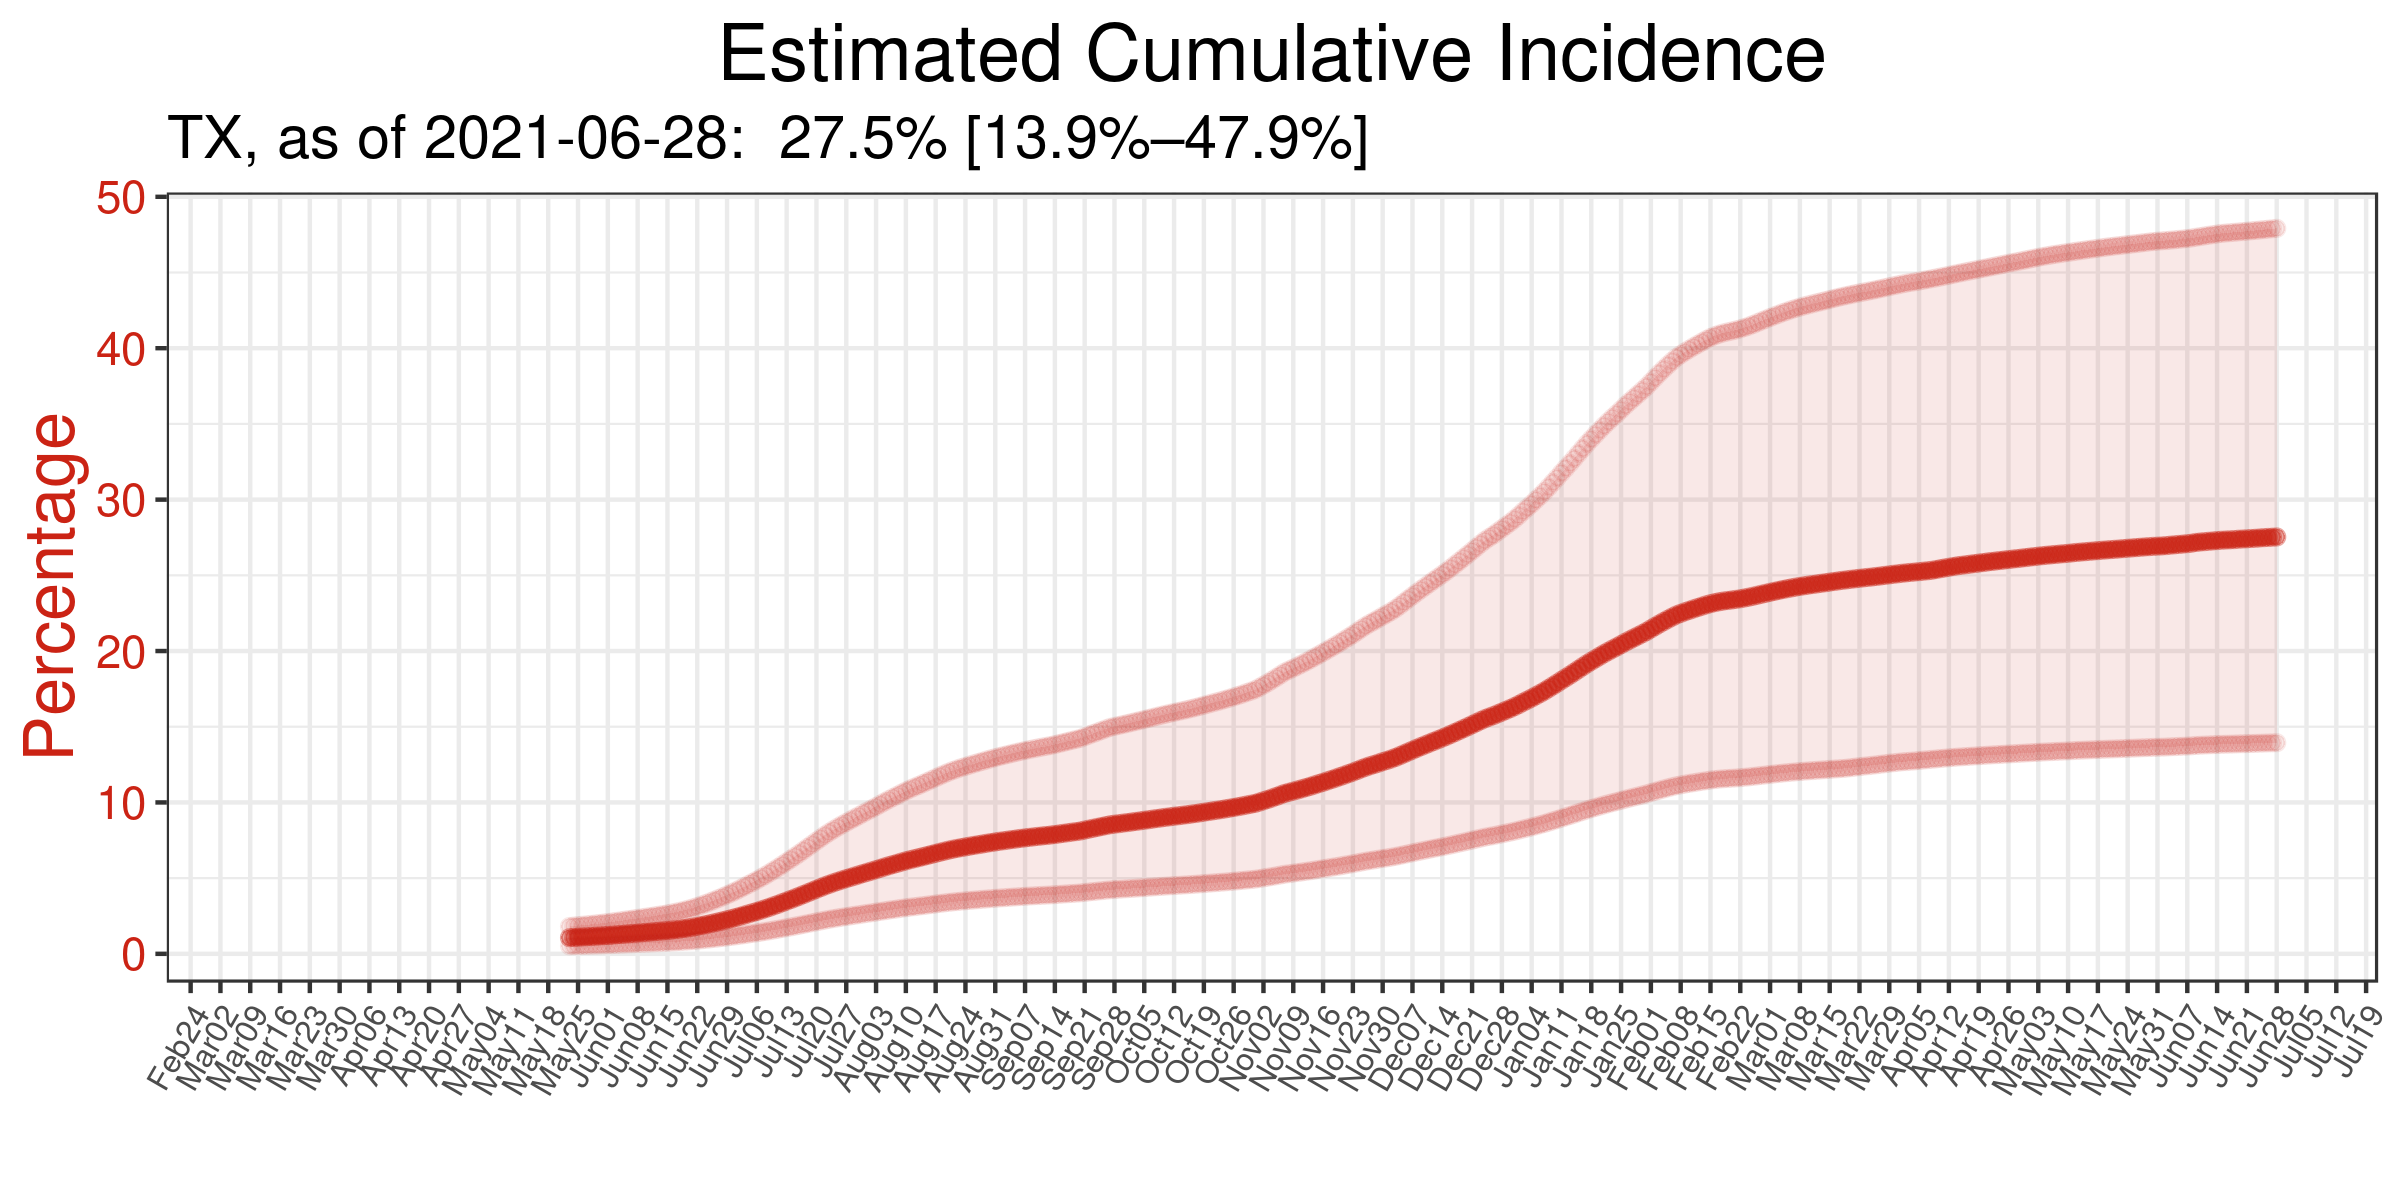 Estimated Cumulative Incidence
TX, as of 2021-06-28:  27.5% [13.9%–47.9%]
Percentage
50
40
30
20
10
0
Feb24
Mar02
Mar09
Mar16
Mar23
Mar30
Apr06
Apr13
Apr20
Apr27
May04
May11
May18
May25
Jun01
Jun08
Jun15
Jun22
Jun29
Jul06
Jul13
Jul20
Jul27
Aug03
Aug10
Aug17
Aug24
Aug31
Sep07
Sep14
Sep21
Sep28
Oct05
Oct12
Oct19
Oct26
Nov02
Nov09
Nov16
Nov23
Nov30
Dec07
Dec14
Dec21
Dec28
Jan04
Jan11
Jan18
Jan25
Feb01
Feb08
Feb15
Feb22
Mar01
Mar08
Mar15
Mar22
Mar29
Apr05
Apr12
Apr19
Apr26
May03
May10
May17
May24
May31
Jun07
Jun14
Jun21
Jun28
Jul05
Jul12
Jul19